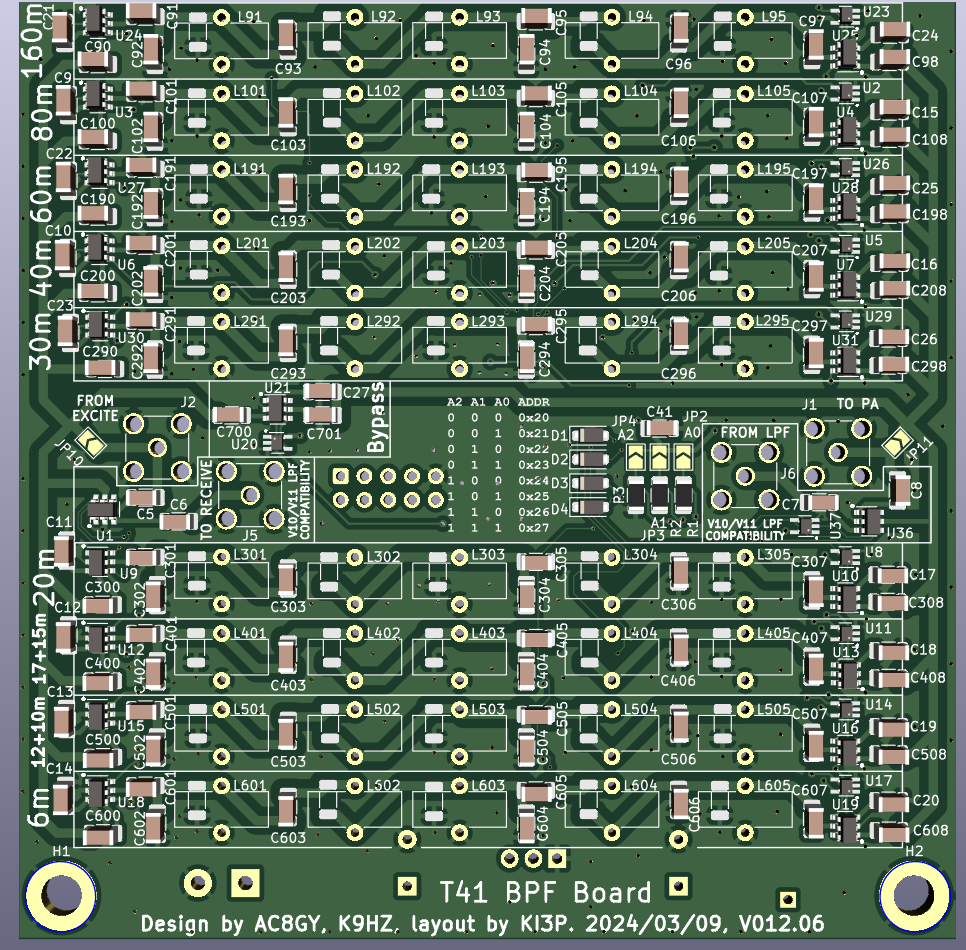 160m
C21 C90 U24 C92 C91 L91 C93 L92 L93 C95 C94 C96 L95 C97 U23 U25 C24 C98
80m
C9 C100 U3 C102 C101 L101 C103 L102 L103 C105 C104 L104 C106 L105 C107 U2 U4 C15 C108
60m
C22 C190 U27 C192 C191 L191 C193 L192 L193 C195 C194 L194 C196 L195 C197 U26 U28 C25 C198
40m
C10 C200 C202 C201 L201 C203 L202 L203 C205 C204 L204 C206 L205 C207 U5 U7 C16 C208
30m
C23 C290 U30 C292 C291 L291 C293 L292 L293 C295 C294 L294 C296 L295 C297 U29 U31 C26 C298
FROM
EXCITE
J2
JP10
C700
U21
U20
C27
C701
Bypass
A2 A1 A0 ADDR
0 0 0 0x20
0 0 1 0x21
0 1 0 0x22
0 1 1 0x23
1 0 0 0x24
1 0 1 0x25
1 1 0 0x26
1 1 1 0x27
D1
D2
D3
D4
JP4
A2
C41
JP2
A0
A1
JP3
R2
R1
FROM LPF
J6
J1
TO PA
JP11
C8
C7
U37
U36
V10/V11 LPF
COMPATIBILITY
TO RECEIVE
J5
V10/V11 LPF
COMPATIBILITY
C5
C6
C11
U1
20m
C300 U9 C302 C301 L301 C303 L302 L303 C305 C304 L304 C306 L305 C307 U8 U10 C17 C308
17+15m
C12 C400 U12 C402 C401 L401 C403 L402 L403 C405 C404 L404 C406 L405 C407 U11 U13 C18 C408
12+10m
C13 C500 U15 C502 C501 L501 C503 L502 L503 C505 C504 L504 C506 L505 C507 U14 U16 C19 C508
6m
C14 C600 U18 C602 C601 L601 C603 L602 L603 C605 C604 L604 C606 L605 C607 U17 U19 C20 C608
H1
H2
T41 BPF Board
Design by AC8GY, K9HZ, layout by KI3P. 2024/03/09, V012.06